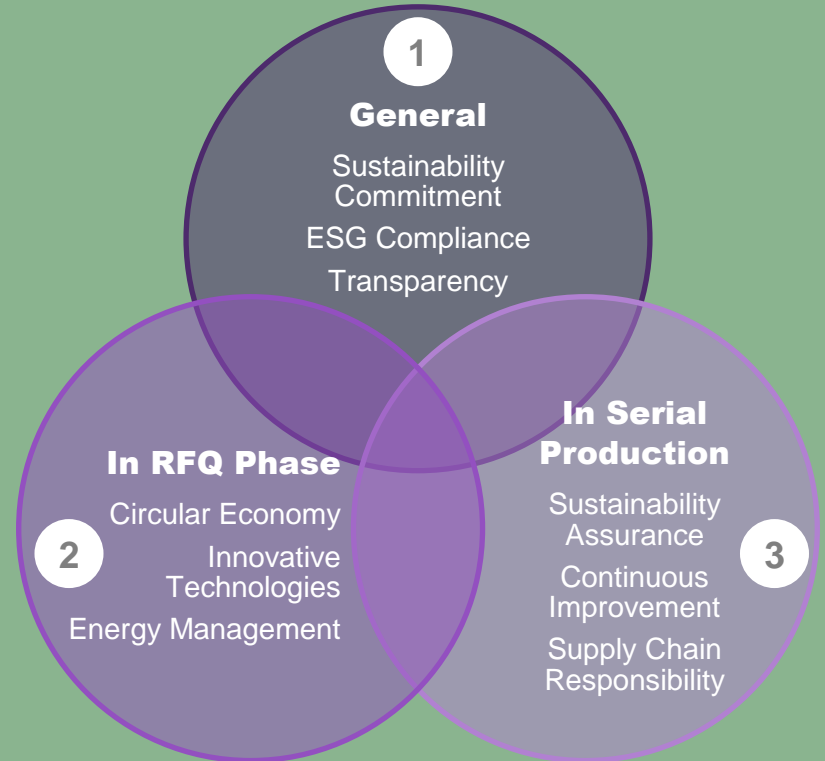 1
General
Sustainability
Commitment
ESG Compliance
Transparency
2
In RFQ Phase
Circular Economy
Innovative
Technologies
Energy Management
3
In Serial
Production
Sustainability
Assurance
Continuous
Improvement
Supply Chain
Responsibility